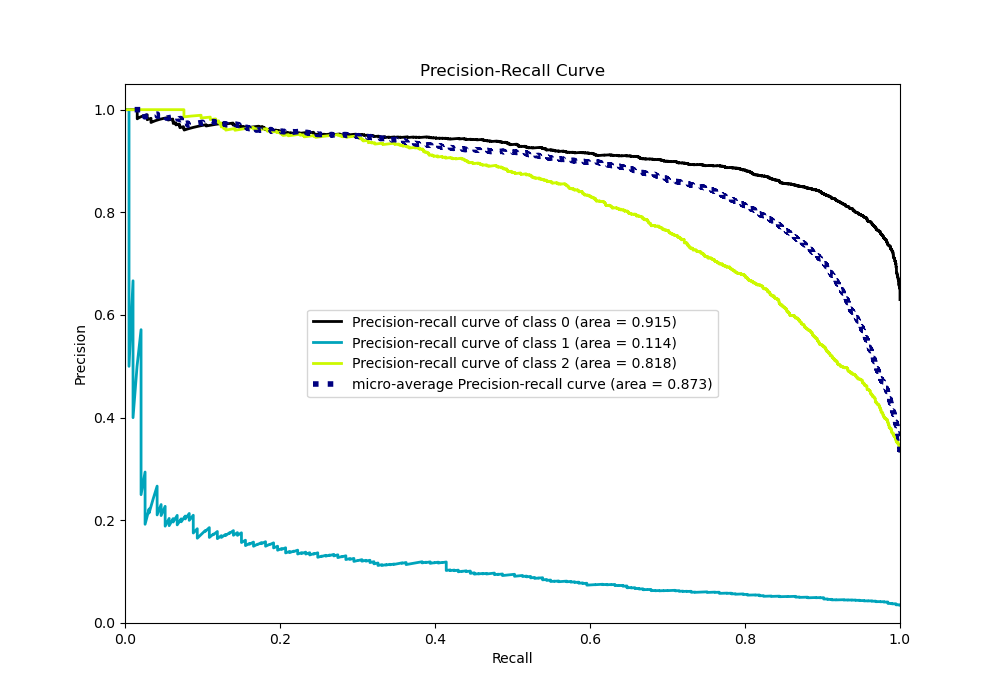 Precision-Recall Curve
1.0
0.8
0.6
0.4
0.2
0.0
Precision
Precision-recall curve of class 0 (area = 0.915)
Precision-recall curve of class 1 (area = 0.114)
Precision-recall curve of class 2 (area = 0.818)
micro-average Precision-recall curve (area = 0.873)
0.0 0.2 0.4 0.6 0.8 1.0
Recall